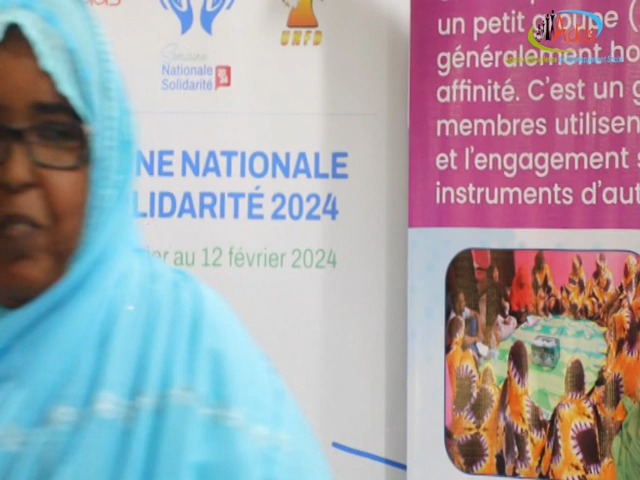 UNFD
Semaine
Nationale
Solidarité
NE NATIONALE
LIDARITÉ 2024
er au 12 février 2024
un petit groupe (
généralement ho
affinité. C'est un g
membres utilisen
et l'engagement s
instruments d'aut